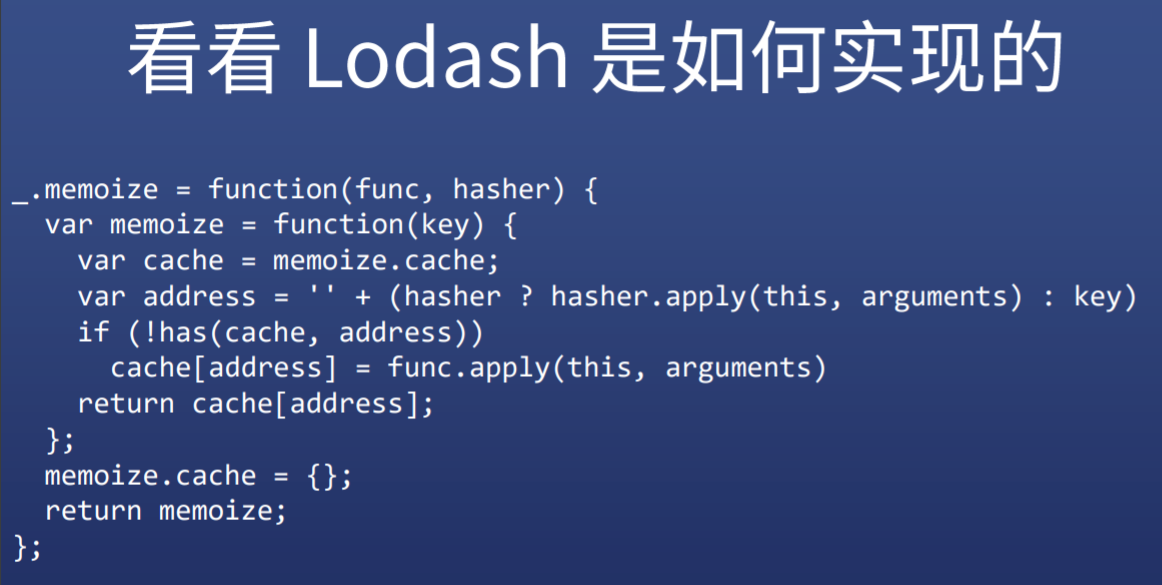 看看 Lodash 是如何实现的
_.memoize = function(func, hasher) {
  var memoize = function(key) {
    var cache = memoize.cache;
    var address = '' + (hasher ? hasher.apply(this, arguments) : key)
    if (!has(cache, address))
      cache[address] = func.apply(this, arguments)
    return cache[address];
  };
  memoize.cache = {};
  return memoize;
};